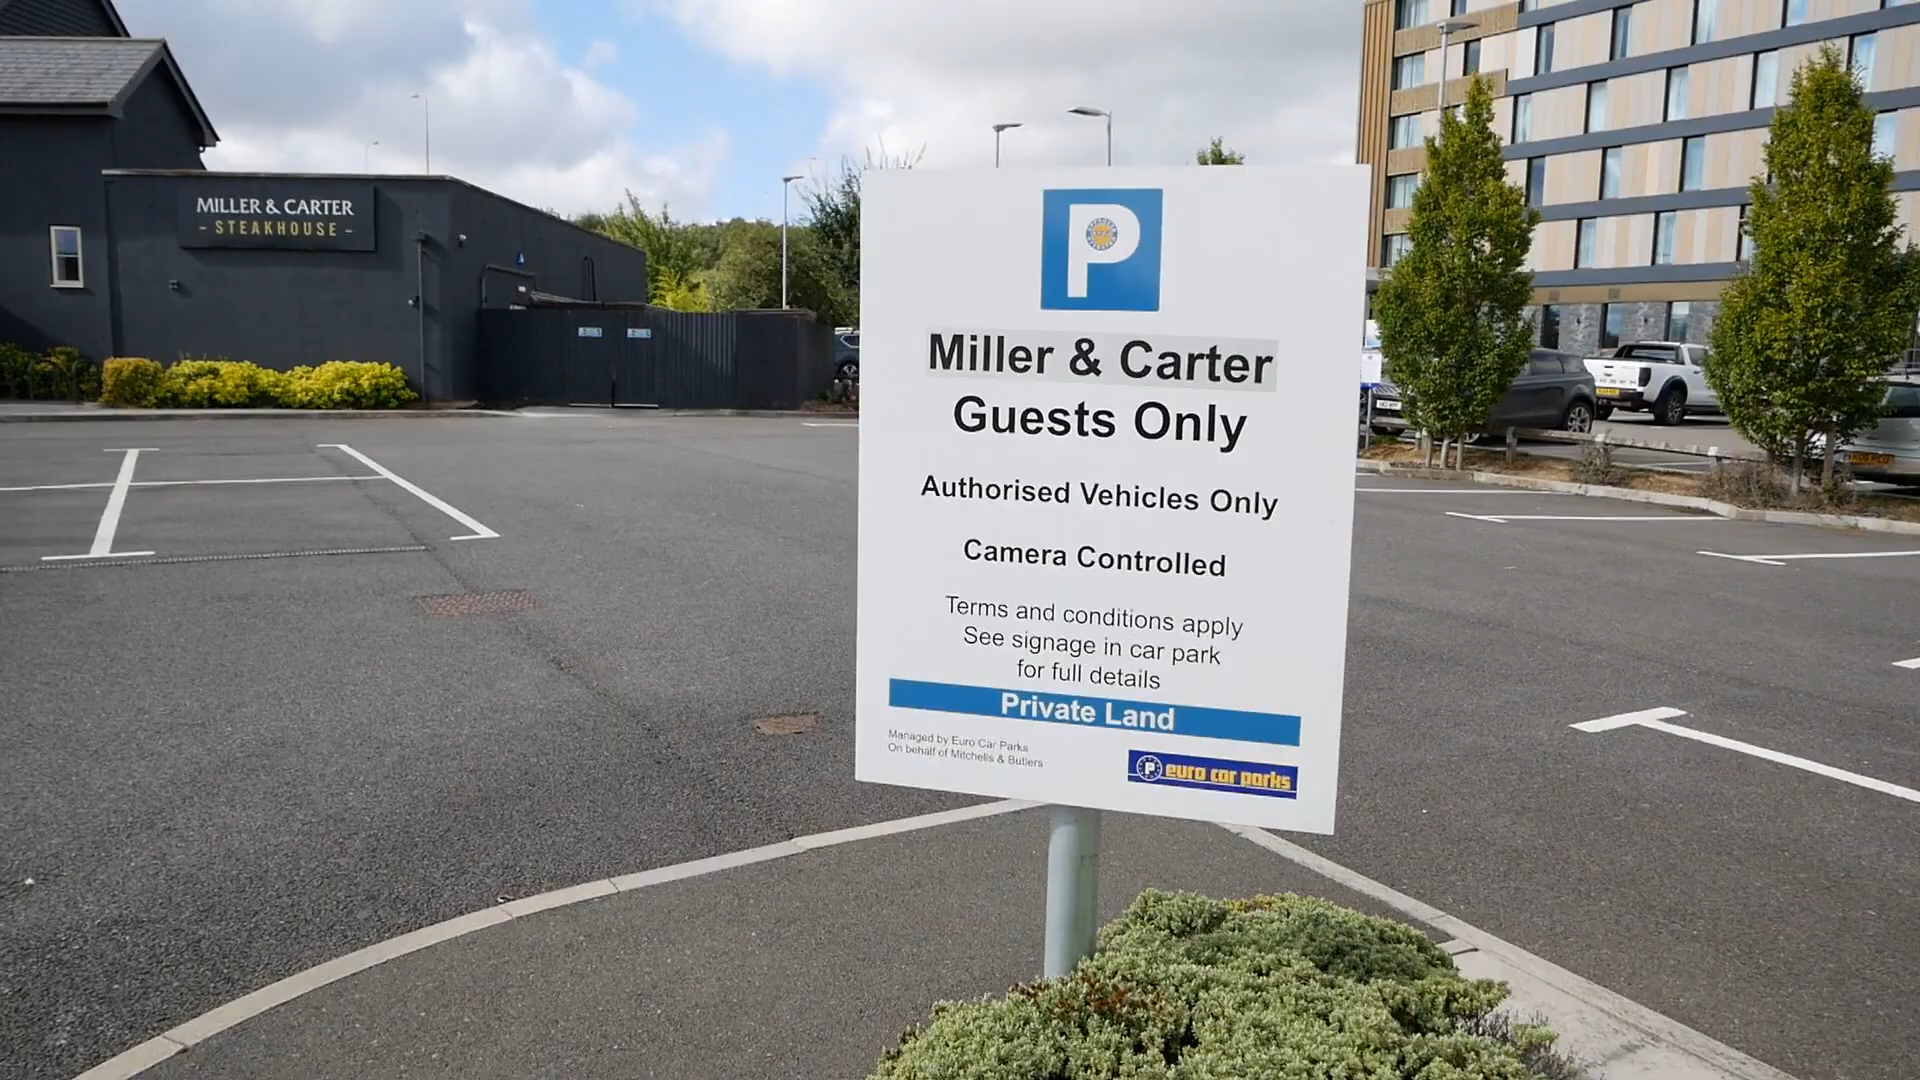 MILLER & CARTER
- STEAKHOUSE -
P
Miller & Carter
Guests Only
Authorised Vehicles Only
Camera Controlled
Terms and conditions apply
See signage in car park
for full details
Private Land
Managed by Euro Car Parks
On behalf of Mitchells & Butlers
P euro car parks